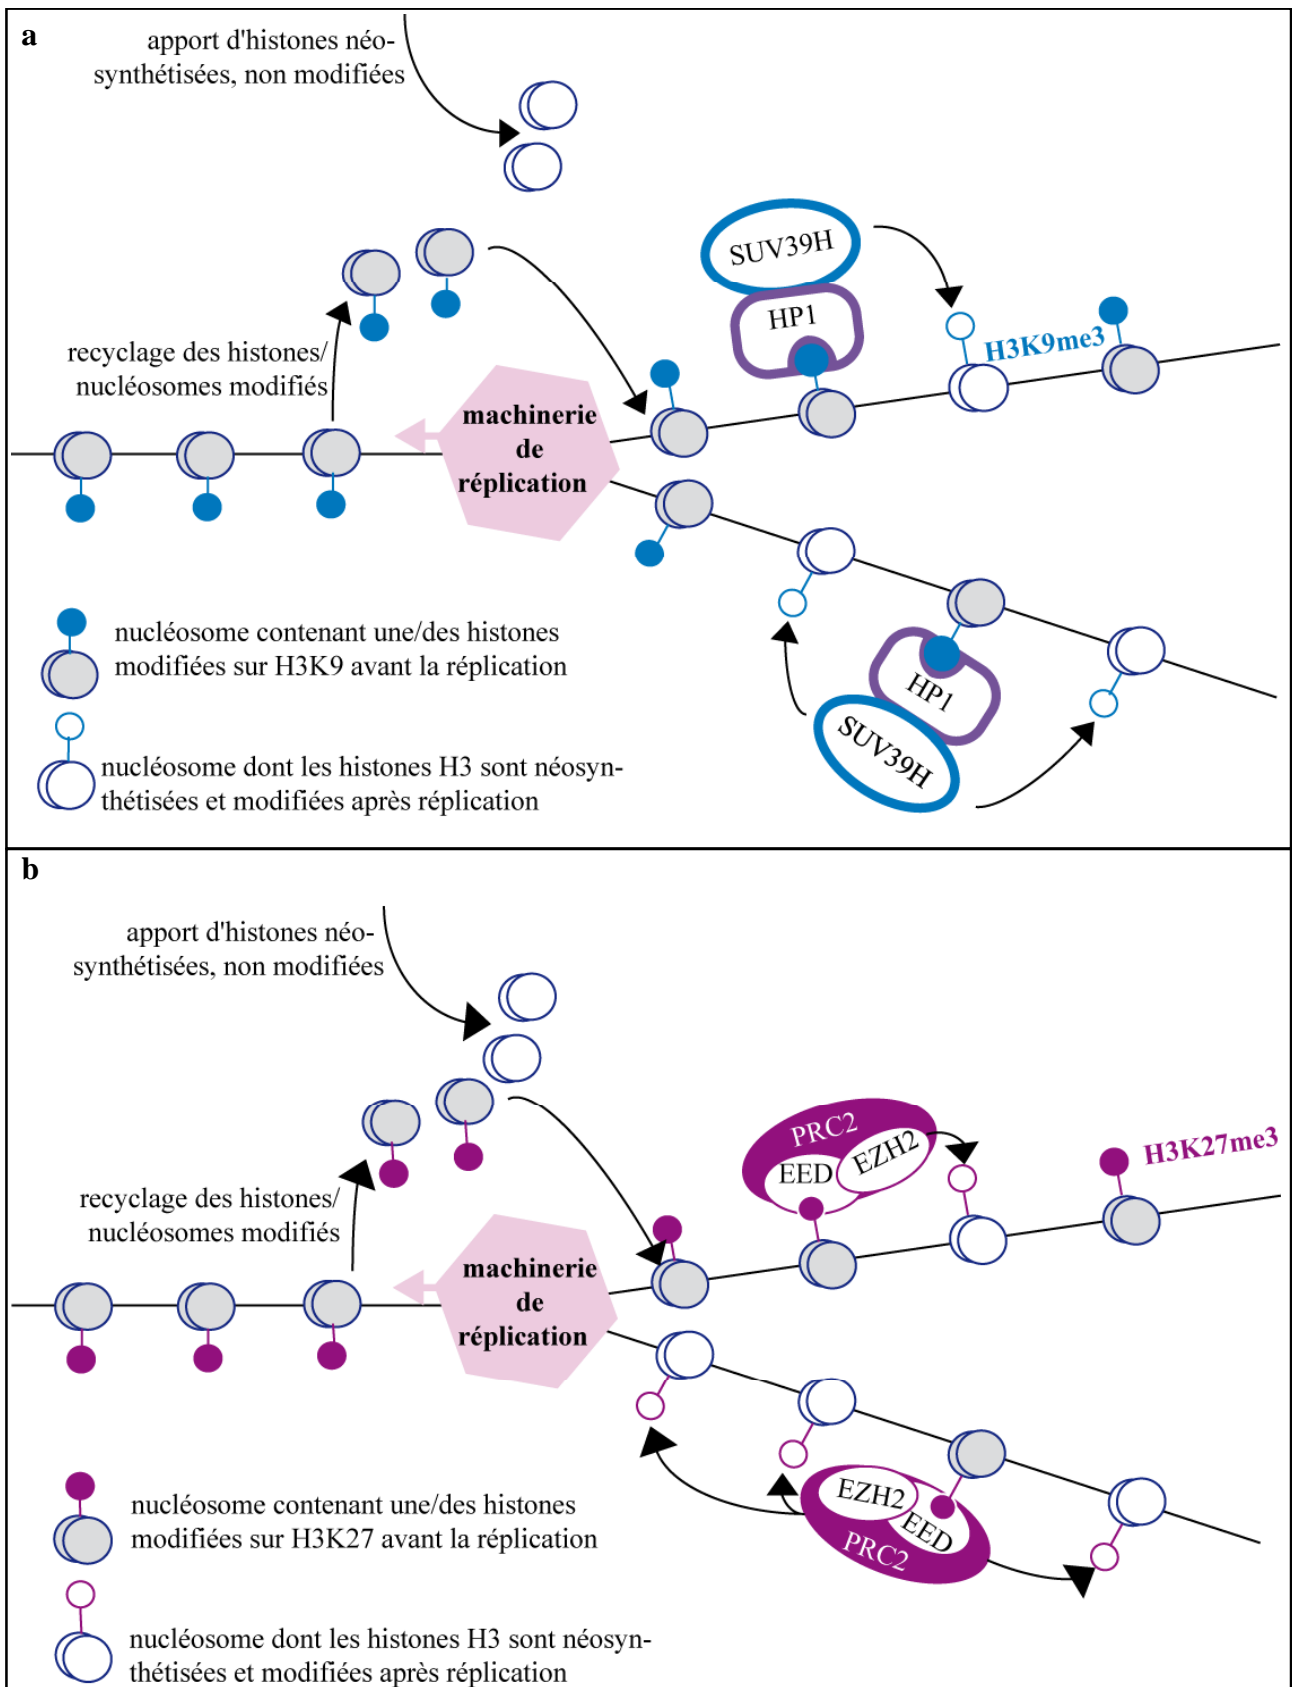 a
apport d'histones néo-
synthétisées, non modifiées
SUV39H
HP1
H3K9me3
recyclage des histones/
nucléosomes modifiés
machinerie
de
réplication
nucléosome contenant une/des histones
modifiées sur H3K9 avant la réplication
HP1
SUV39H
nucléosome dont les histones H3 sont néosyn-
thétisées et modifiées après réplication
b
apport d'histones néo-
synthétisées, non modifiées
PRC2
EED
EZH2
H3K27me3
recyclage des histones/
nucléosomes modifiés
machinerie
de
réplication
EZH2
EED
PRC2
nucléosome contenant une/des histones
modifiées sur H3K27 avant la réplication
nucléosome dont les histones H3 sont néosyn-
thétisées et modifiées après réplication